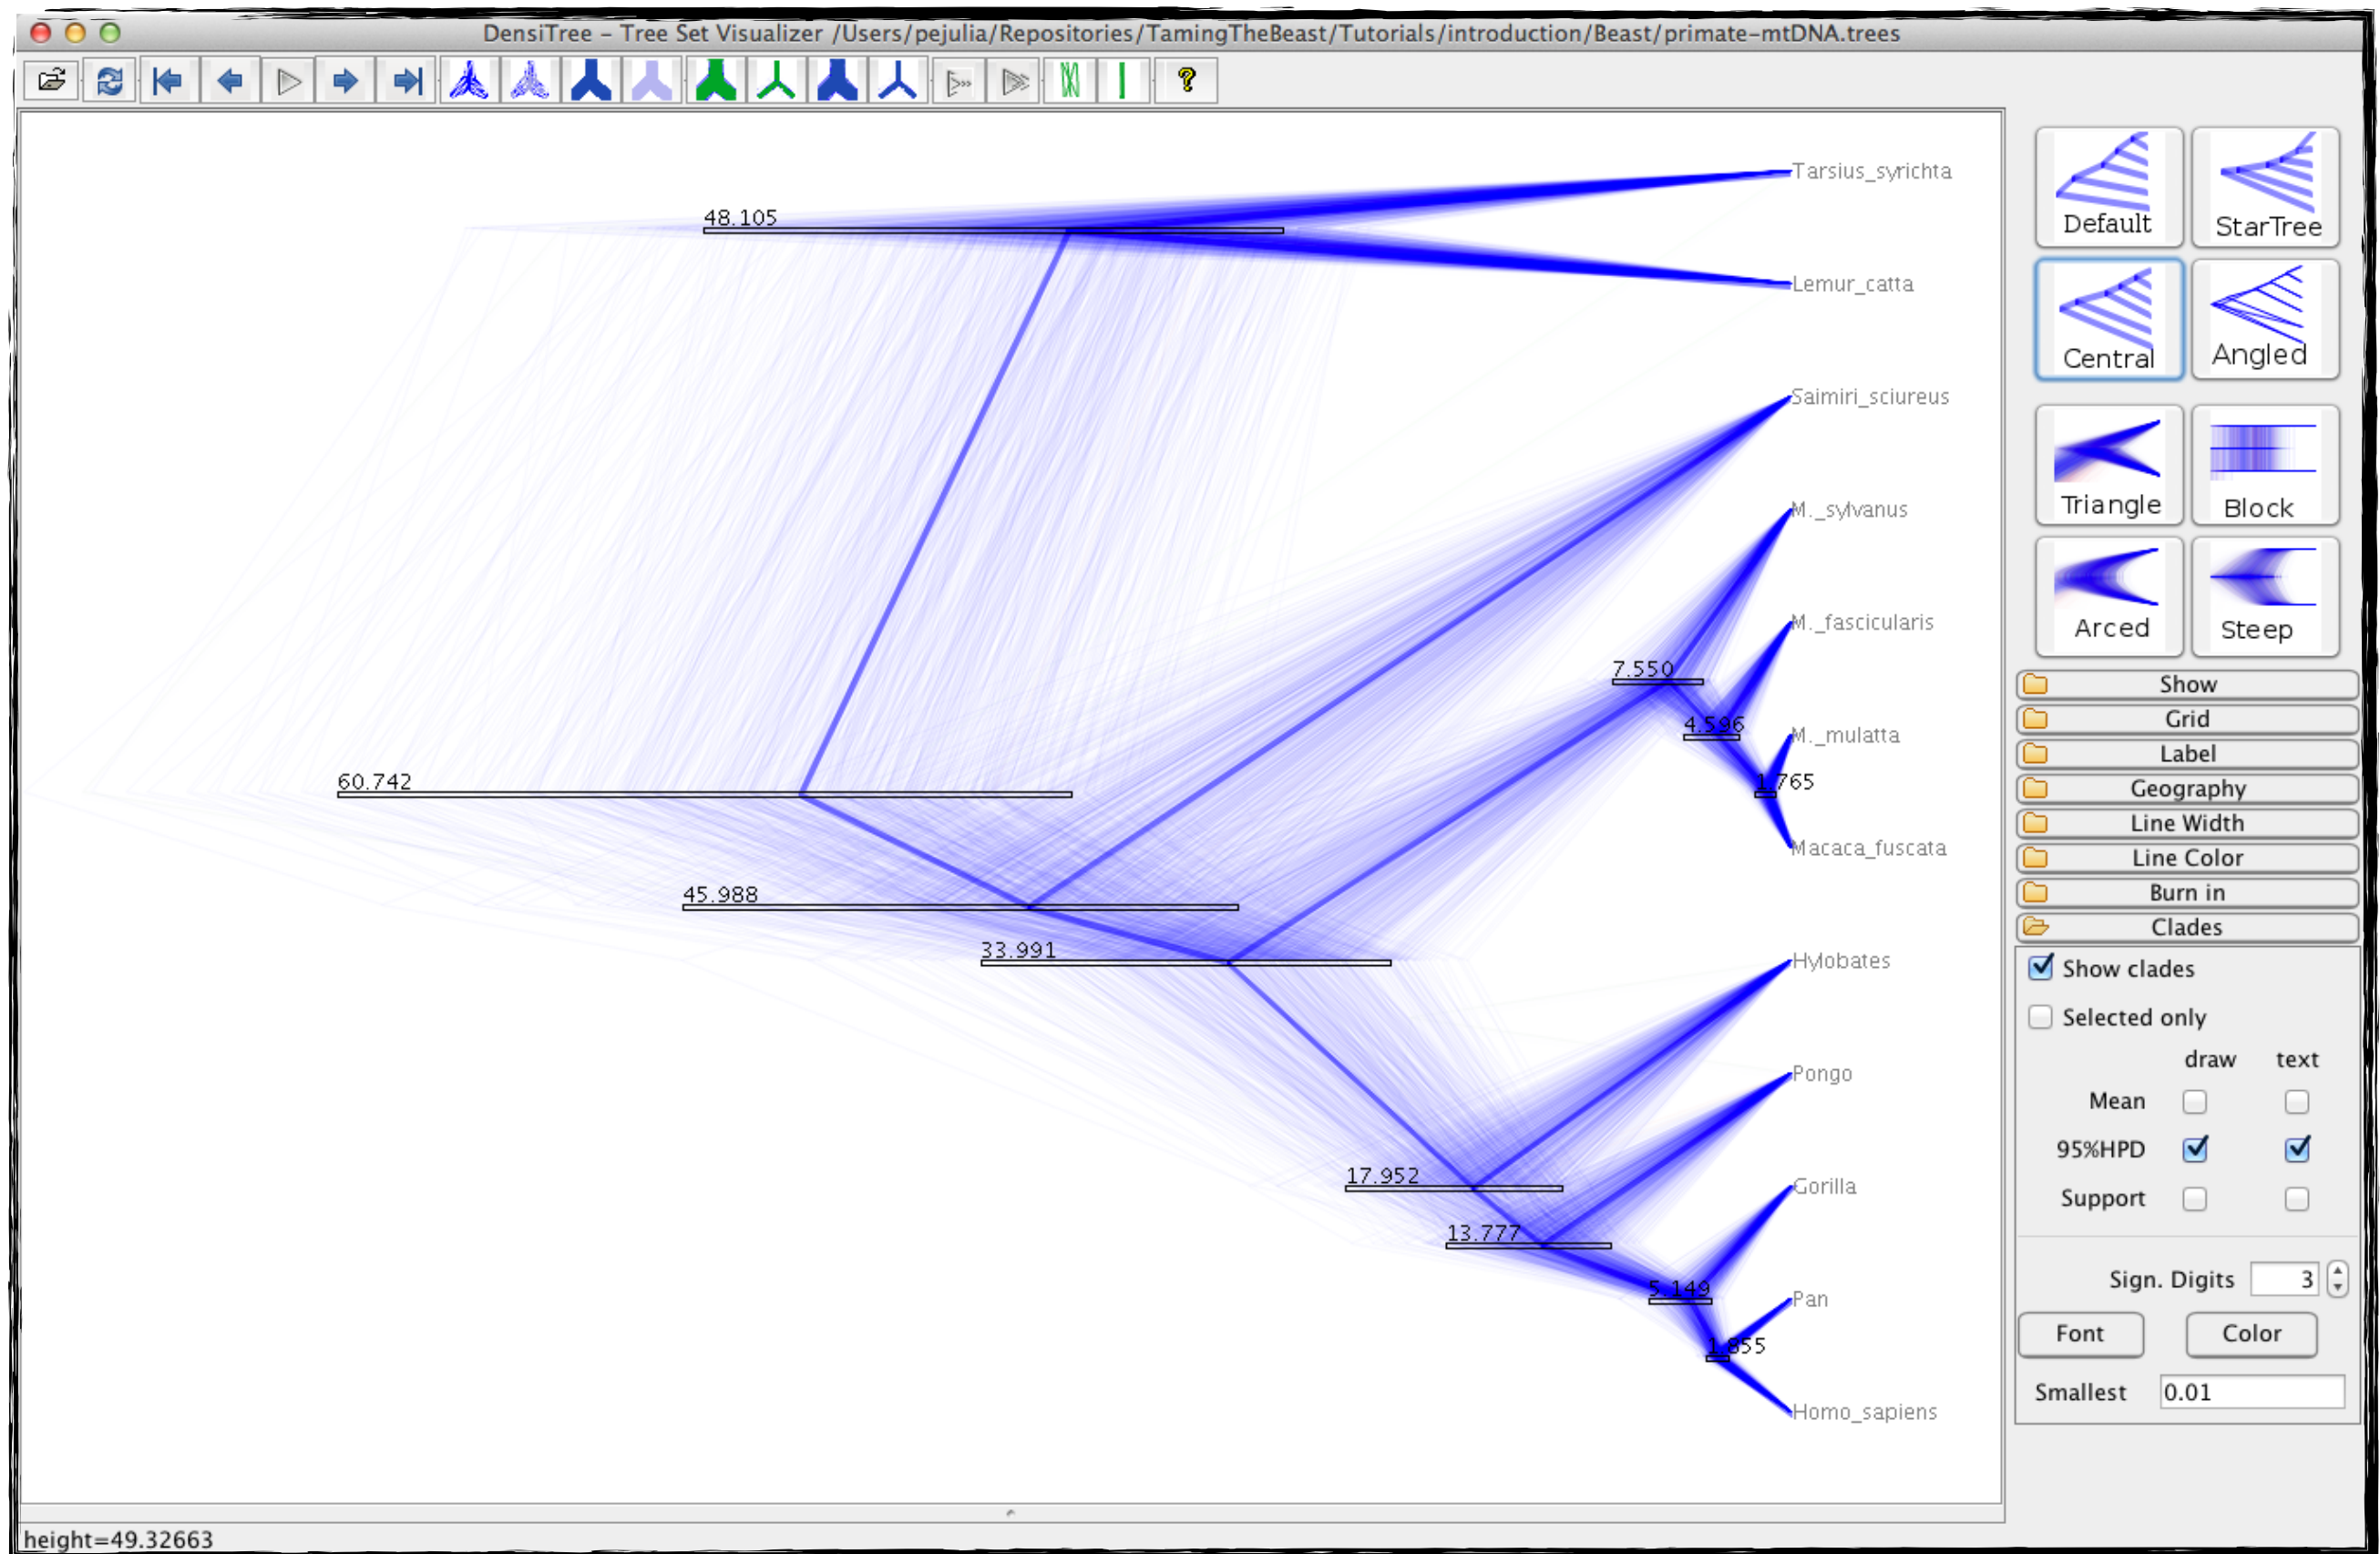 DensiTree - Tree Set Visualizer /Users/pejulia/Repositories/TamingTheBeast/Tutorials/introduction/Beast/primate-mtDNA.trees
?
Tarsius_syrichta
48.105
Lemur_catta
Saimiri_sciureus
M._sylvanus
M._fascicularis
7.550
4.596
M._mulatta
60.742
1.765
Macaca_fuscata
45.988
33.991
Hylobates
Pongo
17.952
Gorilla
13.777
5.149
Pan
1.855
Homo_sapiens
Default
StarTree
Central
Angled
Triangle
Block
Arced
Steep
Show
Grid
Label
Geography
Line Width
Line Color
Burn in
Clades
Show clades
Selected only
draw text
Mean
95%HPD
Support
Sign. Digits 3
Font Color
Smallest 0.01
height=49.32663